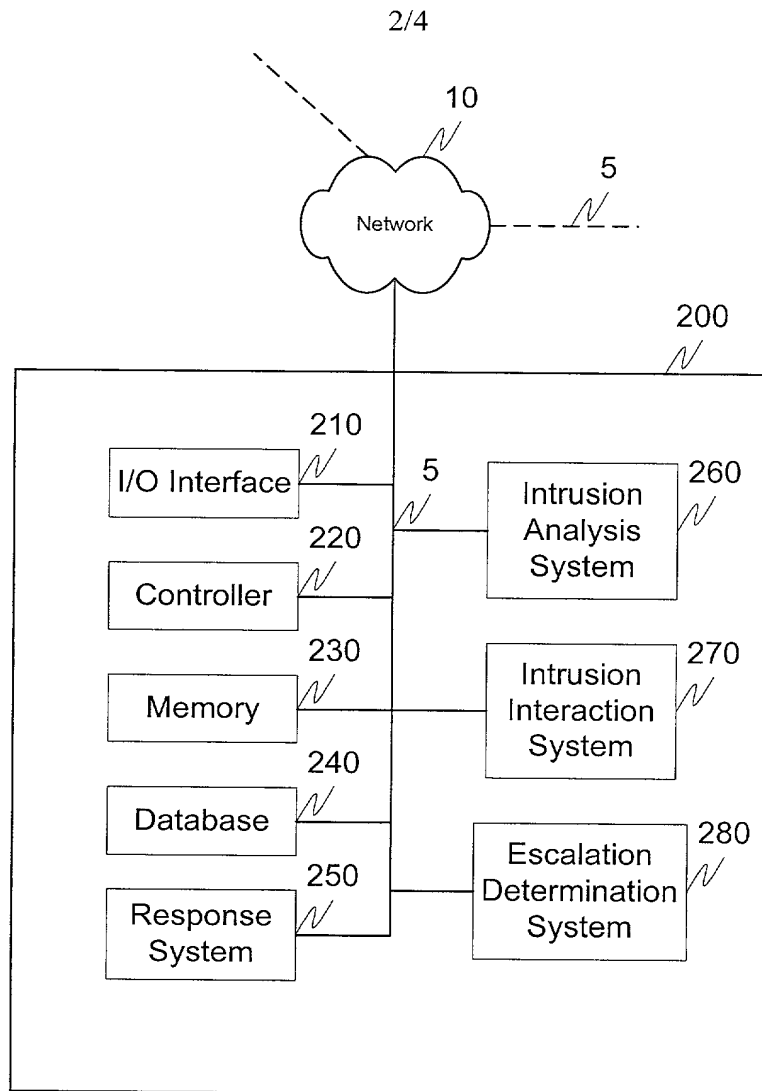 2/4
10
5
Network
200
210
I/O Interface
5
260
Intrusion
Analysis
System
220
Controller
230
Memory
270
Intrusion
Interaction
System
240
Database
280
Escalation
Determination
System
250
Response
System